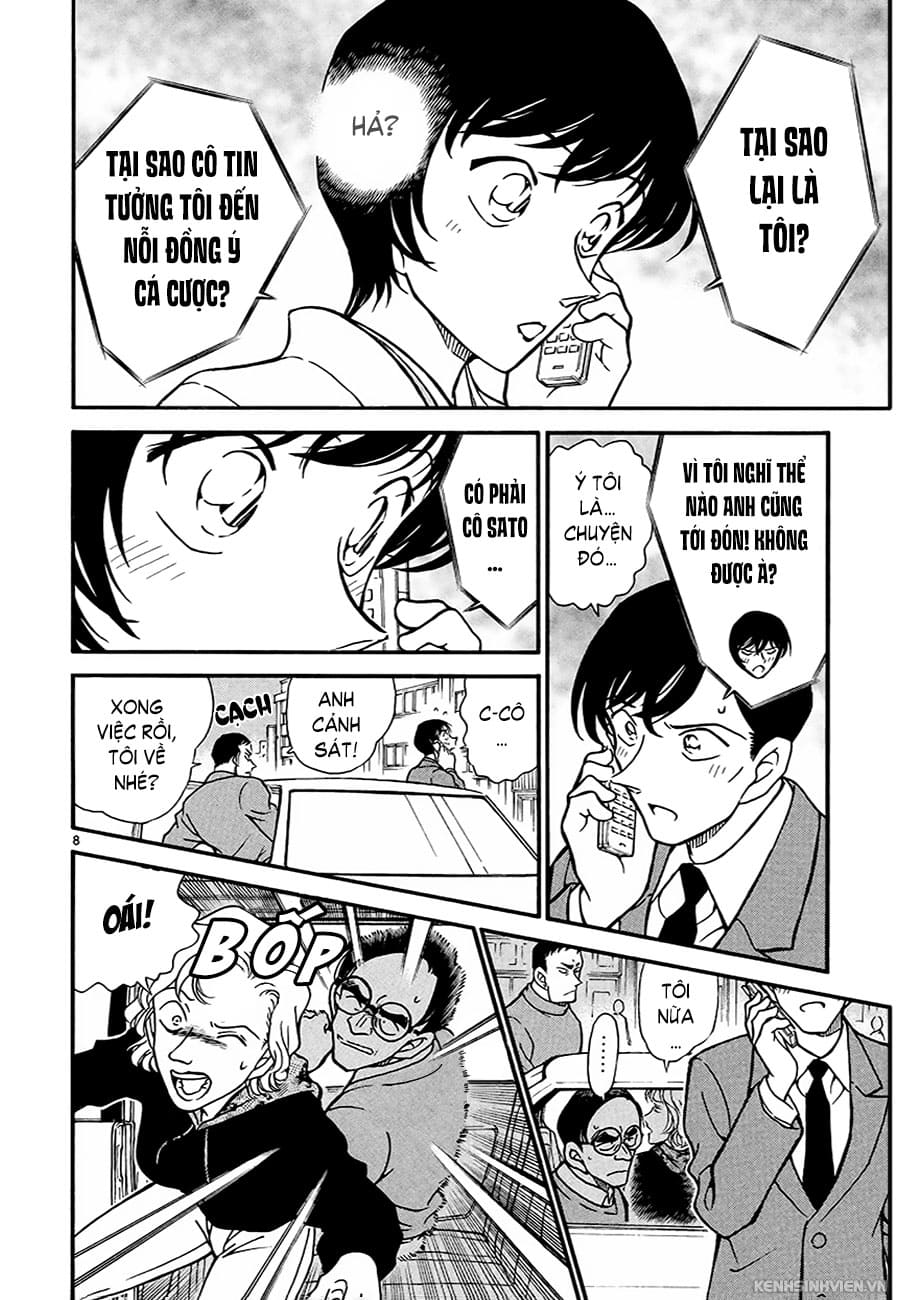 TẠI SAO
LẠI LÀ
TÔI?
HẢ?
TẠI SAO CÔ TIN
TƯỞNG TÔI ĐẾN
NỖI ĐỒNG Ý
CÁ CƯỢC?
VÌ TÔI NGHĨ THỂ
NÀO ANH CŨNG
TỚI ĐÓN! KHÔNG
ĐƯỢC À?
Ý TÔI
LÀ...
CHUYỆN
ĐÓ...
CÓ PHẢI
CÔ SATO
...
C-CÔ
...
ANH
CẢNH
SÁT!
CẠCH
XONG
VIỆC RỒI,
TÔI VỀ
NHÉ?
8
TÔI
NỮA
...
......
BỐP
OÁI!
KENHSINHVIEN.VN